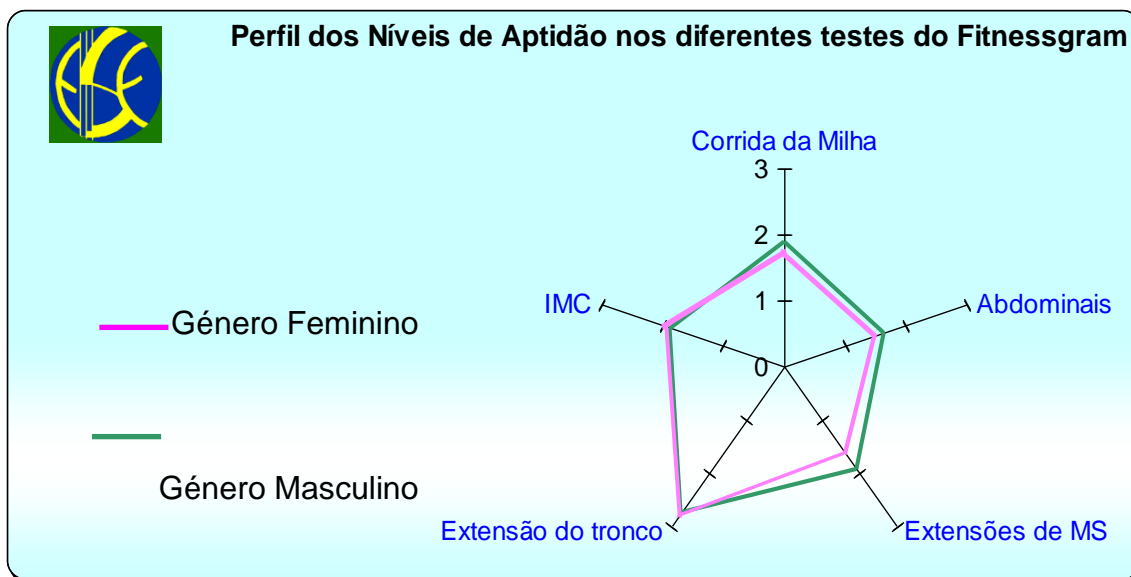 Perfil dos Níveis de Aptidão nos diferentes testes do Fitnessgram
Corrida da Milha
3
2
1
0
IMC
Abdominais
Género Feminino
Género Masculino
Extensão do tronco
Extensões de MS